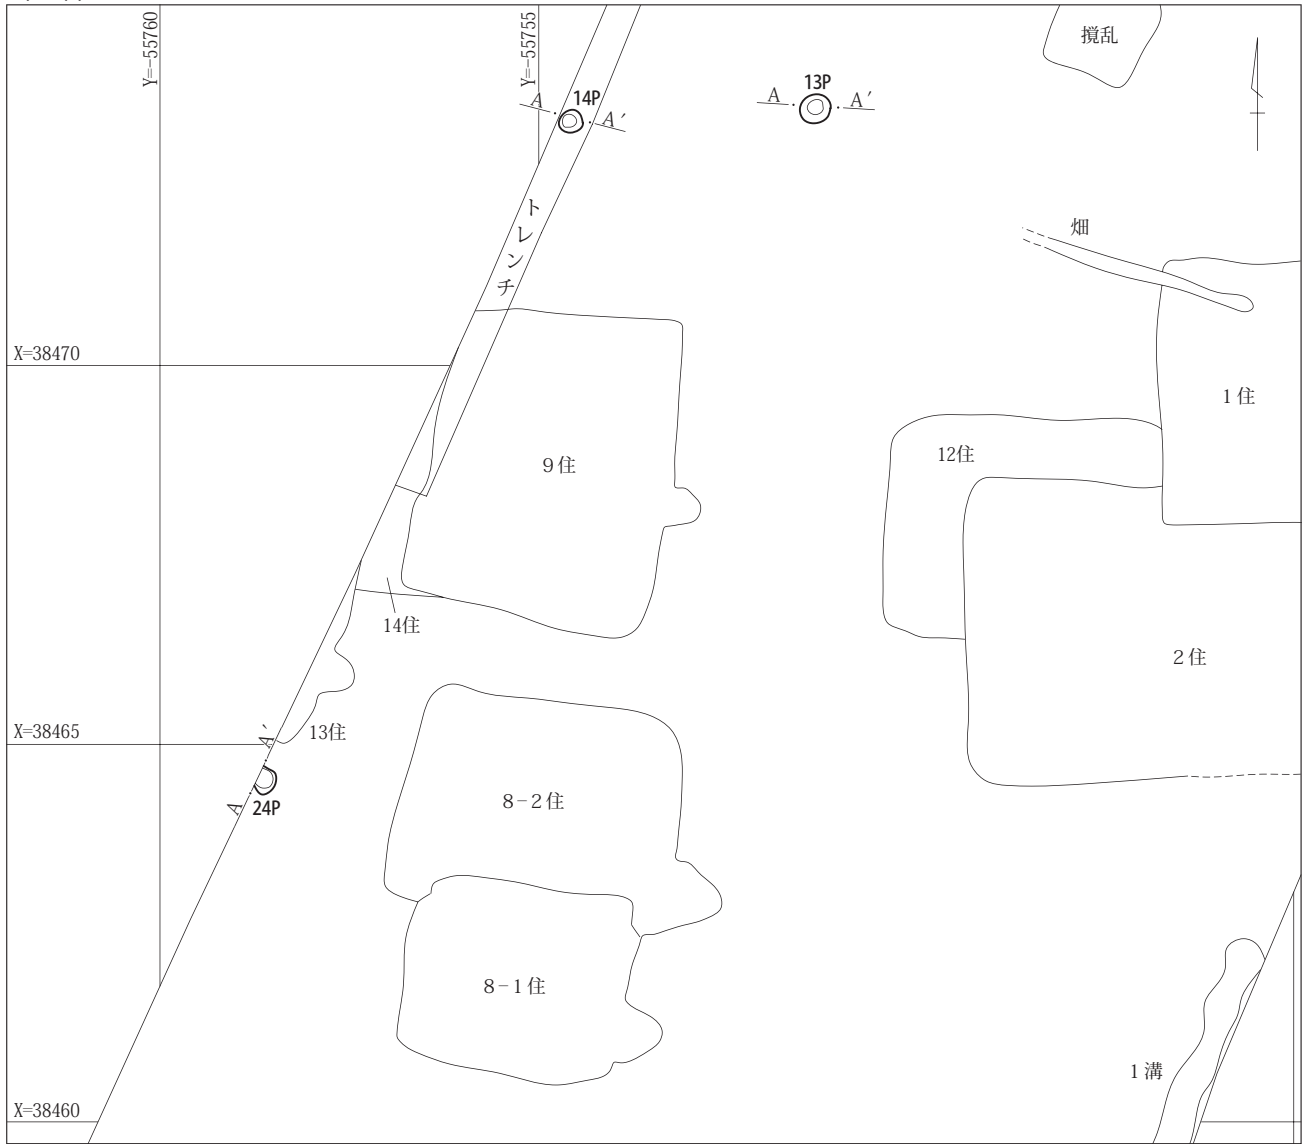 Y=-55760
Y=-55755
撹乱
A 14P A′
A 13P A′
トレンチ
畑
X=38470
1住
12住
9住
14住
2住
X=38465
13住
A′
A
24P
8-2住
8-1住
1溝
X=38460